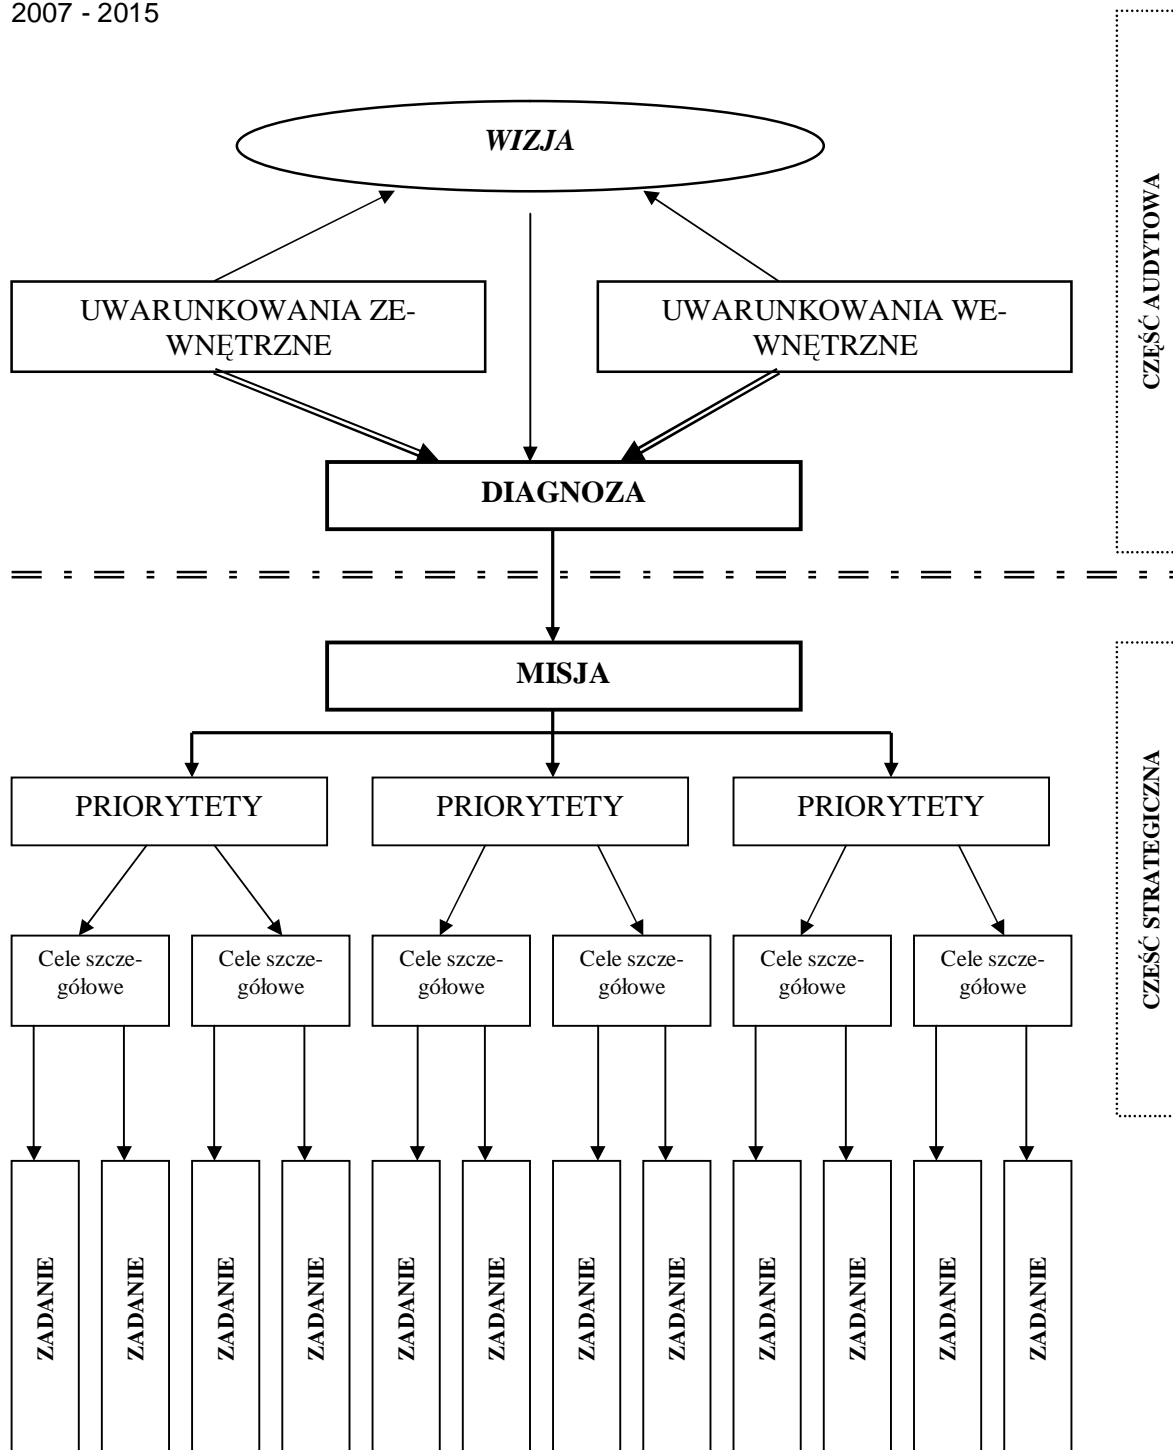 2007 - 2015
WIZJA
UWARUNKOWANIA ZE-
WNĘTRZNE
UWARUNKOWANIA WE-
WNĘTRZNE
DIAGNOZA
CZĘŚĆ AUDYTOWA
MISJA
PRIORYTETY
PRIORYTETY
PRIORYTETY
CZEŚĆ STRATEGICZNA
Cele szcze-
gółowe
Cele szcze-
gółowe
Cele szcze-
gółowe
Cele szcze-
gółowe
Cele szcze-
gółowe
Cele szcze-
gółowe
ZADANIE
ZADANIE
ZADANIE
ZADANIE
ZADANIE
ZADANIE
ZADANIE
ZADANIE
ZADANIE
ZADANIE
ZADANIE
ZADANIE